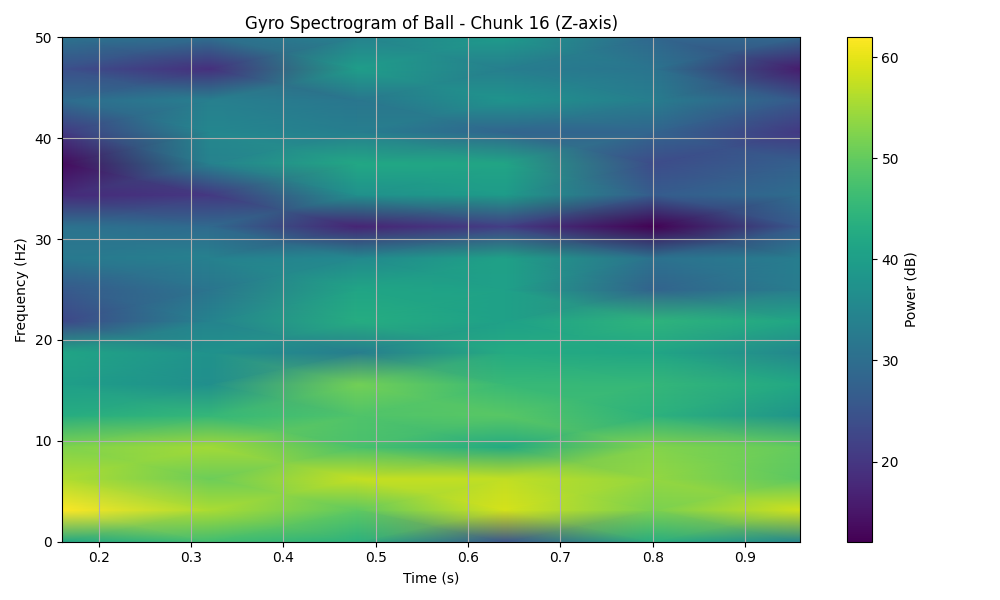 Gyro Spectrogram of Ball - Chunk 16 (Z-axis)
50
40
30
20
10
0
Frequency (Hz)
0.2 0.3 0.4 0.5 0.6 0.7 0.8 0.9
Time (s)
60
50
40
30
20
Power (dB)